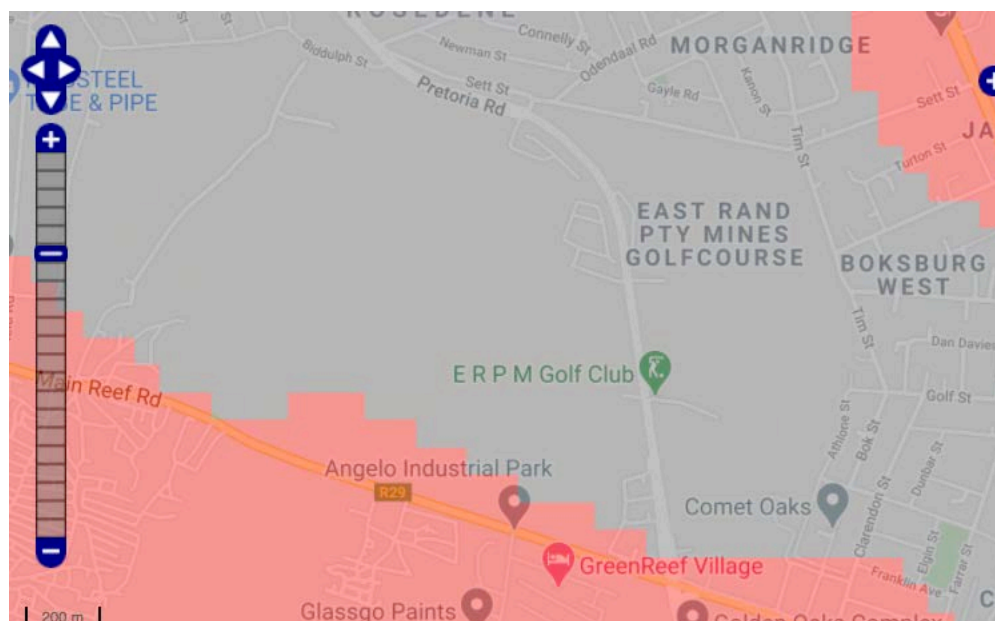 ROSEDENE
Connelly St
Newman St
Odendaal Rd
MORGANRIDGE
Biddulph St
Sett St
Pretoria Rd
Gayle Rd
Kanon St
Sett St
STEEL
E & PIPE
Tim St
JA
Turton St
EAST RAND
PTY MINES
GOLFCOURSE
BOKSBURG
WEST
Tim St
Dan Davies
E R P M Golf Club
Main Reef Rd
Golf St
Athlone St
Bok St
Dunbar St
Angelo Industrial Park
R29
Comet Oaks
Clarendon St
Elgin St
Farrar St
GreenReef Village
Franklin Ave
Glassgo Paints
Golden Oaks Complex
200 m